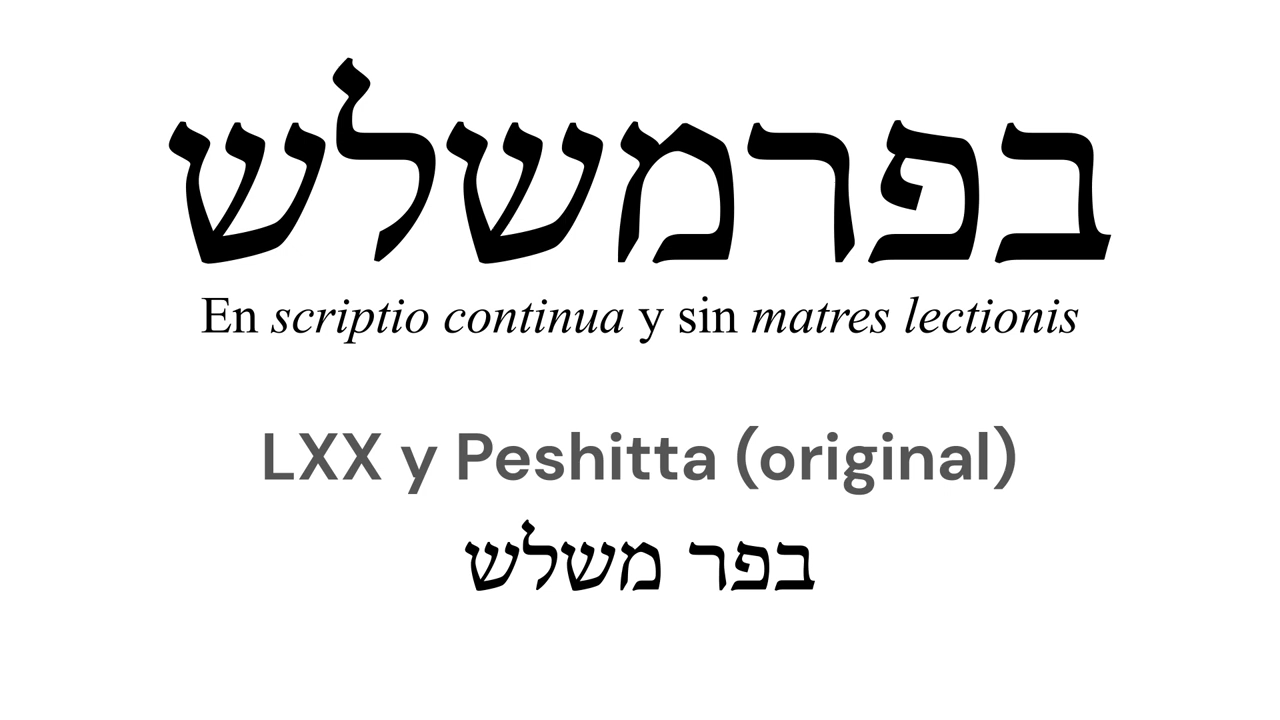 בפרמשלש
En scriptio continua y sin matres lectionis
LXX y Peshitta (original)
בפר משלש